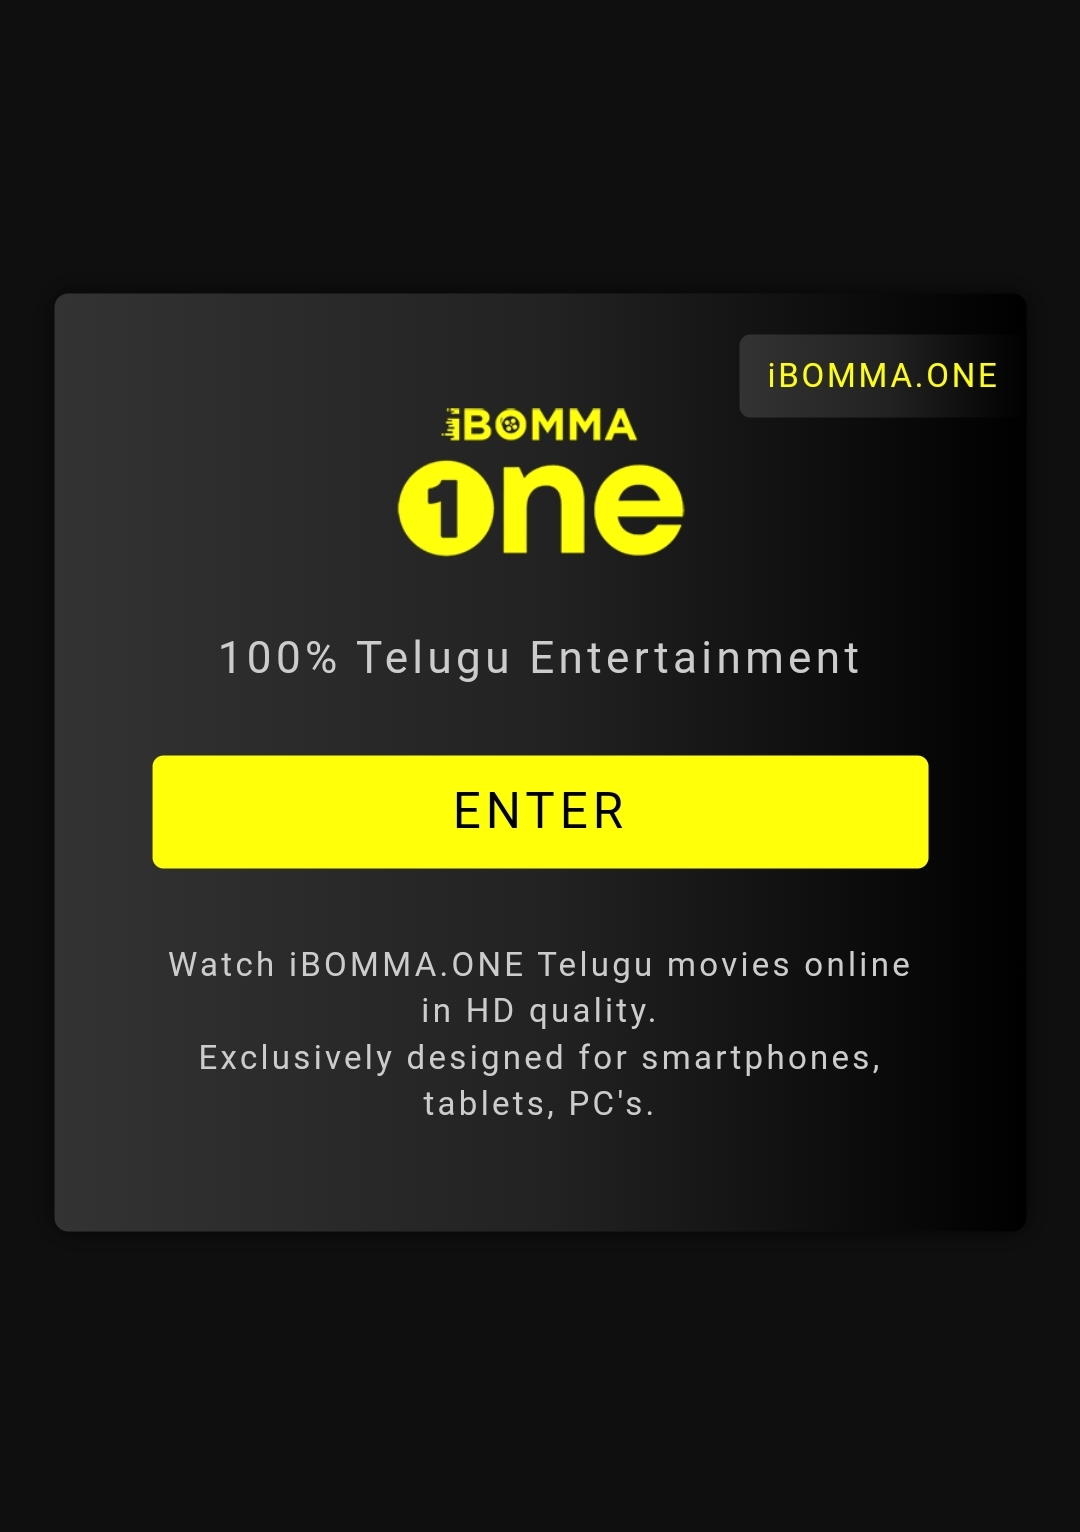 iBOMMA.ONE
iBOMMA
1ne
100% Telugu Entertainment
ENTER
Watch iBOMMA.ONE Telugu movies online
in HD quality.
Exclusively designed for smartphones,
tablets, PC's.